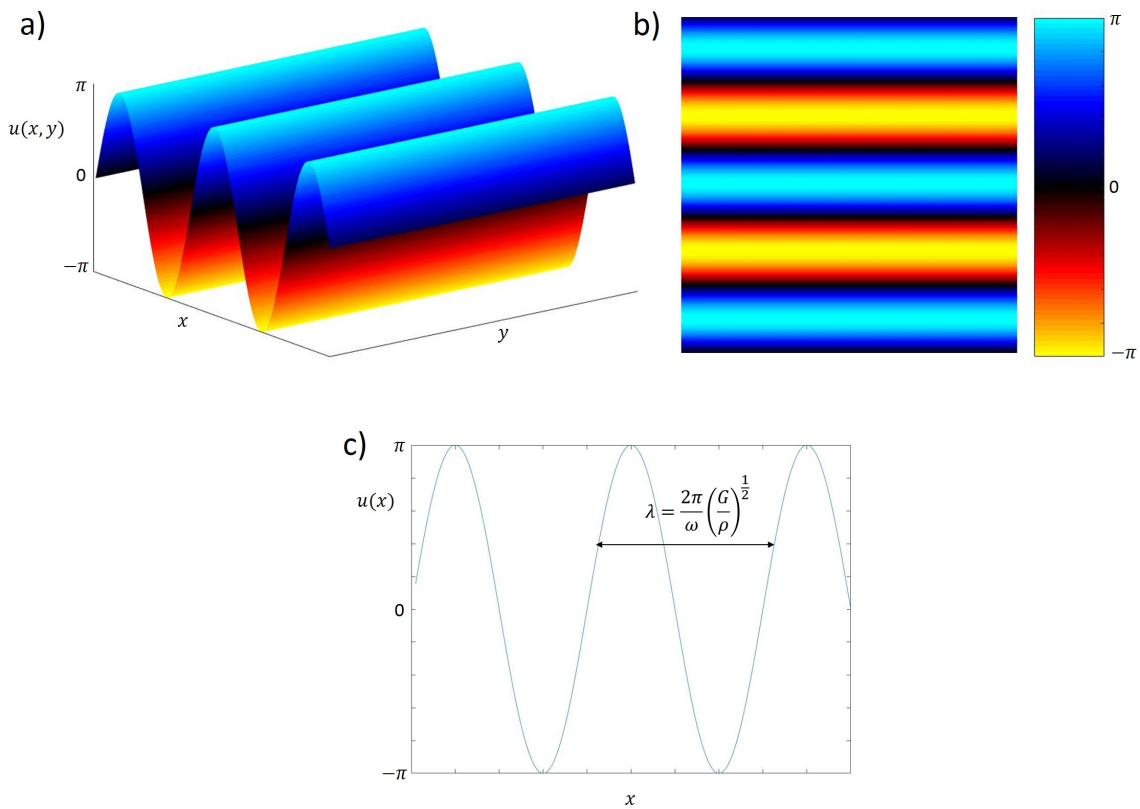 a)
π
u(x, y)
0
−π
x
y
b)
π
0
−π
c)
π
u(x)
λ = 2π/ω (G/ρ)^1/2
0
−π
x